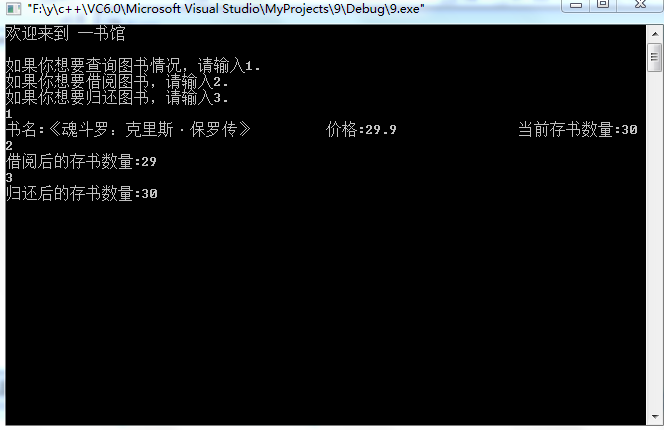 "F:\y\c++\VC6.0\Microsoft Visual Studio\MyProjects\9\Debug\9.exe"
欢迎来到 一书馆
如果你想要查询图书情况，请输入1.
如果你想要借阅图书，请输入2.
如果你想要归还图书，请输入3.
1
书名:《魂斗罗：克里斯·保罗传》 价格:29.9 当前存书数量:30
2
借阅后的存书数量:29
3
归还后的存书数量:30